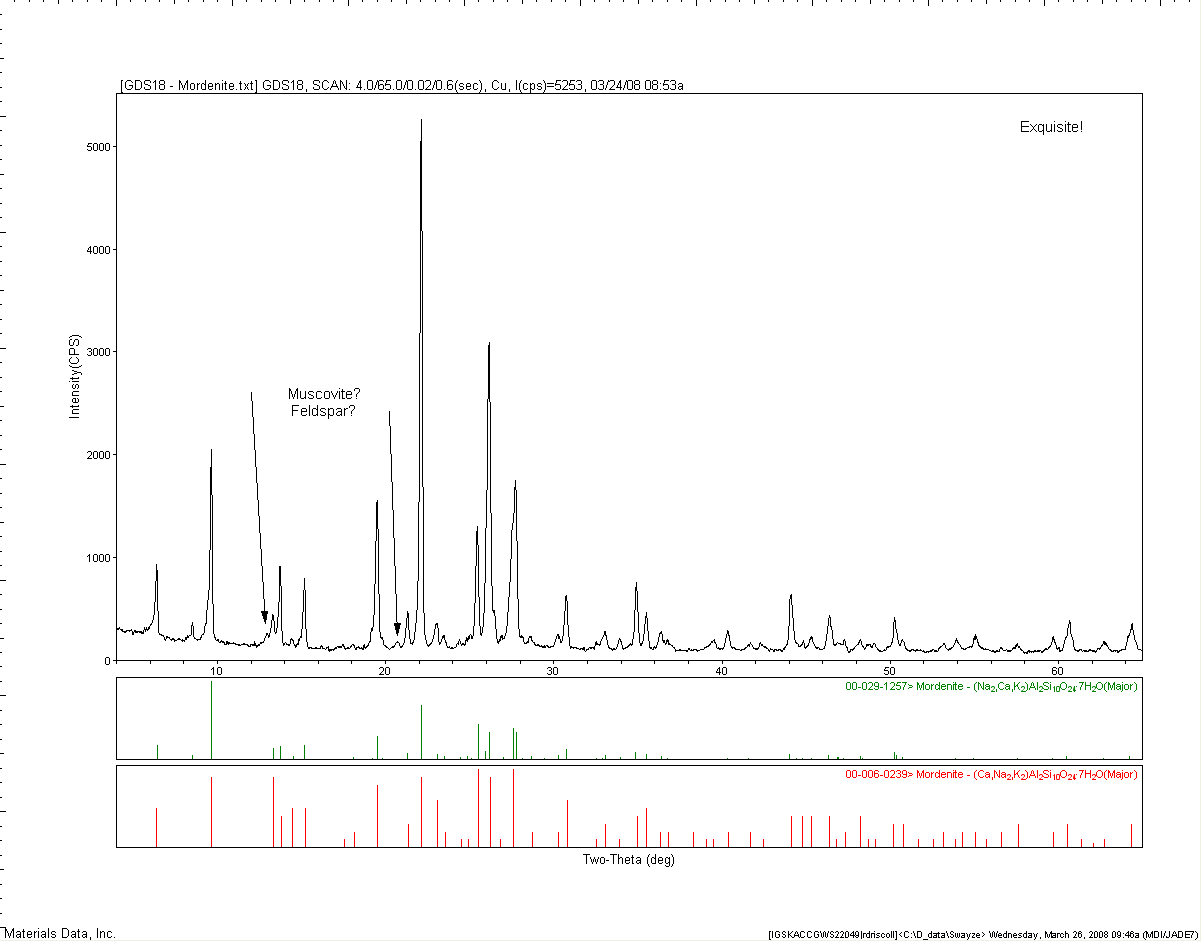 [GDS18 - Mordenite.txt] GDS18, SCAN: 4.0/65.0/0.02/0.6(sec), Cu, I(cps)=5253, 03/24/08 08:53a
Exquisite!
5000
4000
3000
2000
1000
0
Intensity(CPS)
Muscovite?
Feldspar?
10 20 30 40 50 60
00-029-1257> Mordenite - (Na2,Ca,K2)Al2Si10O24·7H2O(Major)
00-006-0239> Mordenite - (Ca,Na2,K2)Al2Si10O24·7H2O(Major)
Two-Theta (deg)
Materials Data, Inc.
[IGSKACCGWS22049|rdriscoll]<C:\D_data\Swayze> Wednesday, March 26, 2008 09:46a (MDI/JADE7)